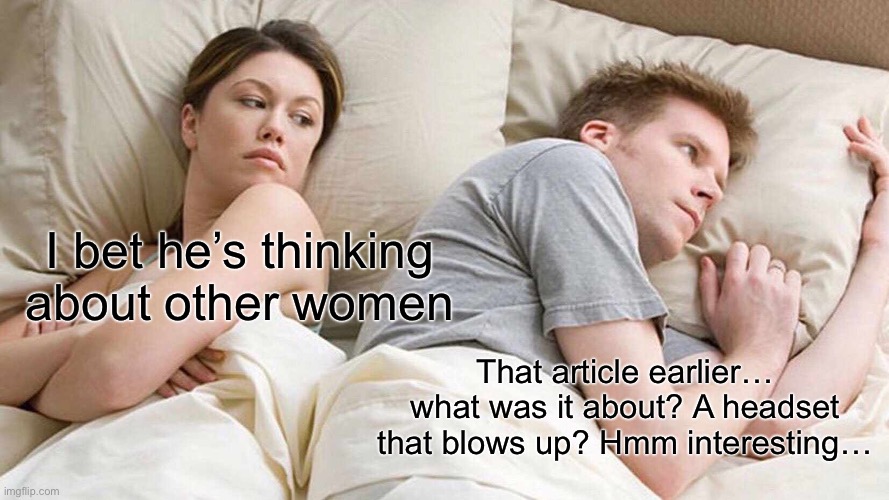 I bet he’s thinking
about other women
That article earlier…
what was it about? A headset
that blows up? Hmm interesting…
imgflip.com